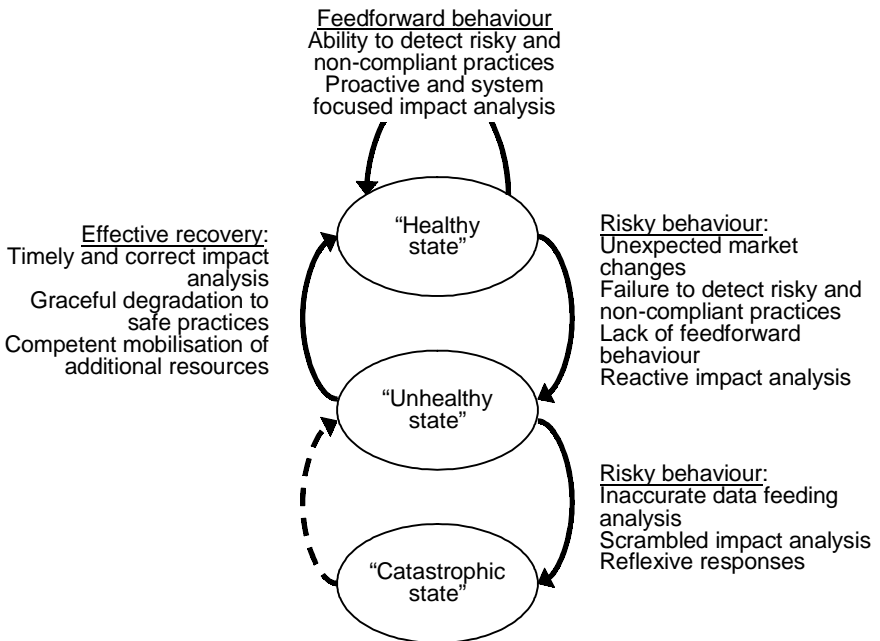 Feedforward behaviour
Ability to detect risky and
non-compliant practices
Proactive and system
focused impact analysis
“Healthy
state”
Effective recovery:
Timely and correct impact
analysis
Graceful degradation to
safe practices
Competent mobilisation of
additional resources
Risky behaviour:
Unexpected market
changes
Failure to detect risky and
non-compliant practices
Lack of feedforward
behaviour
Reactive impact analysis
“Unhealthy
state”
Risky behaviour:
Inaccurate data feeding
analysis
Scrambled impact analysis
Reflexive responses
“Catastrophic
state”